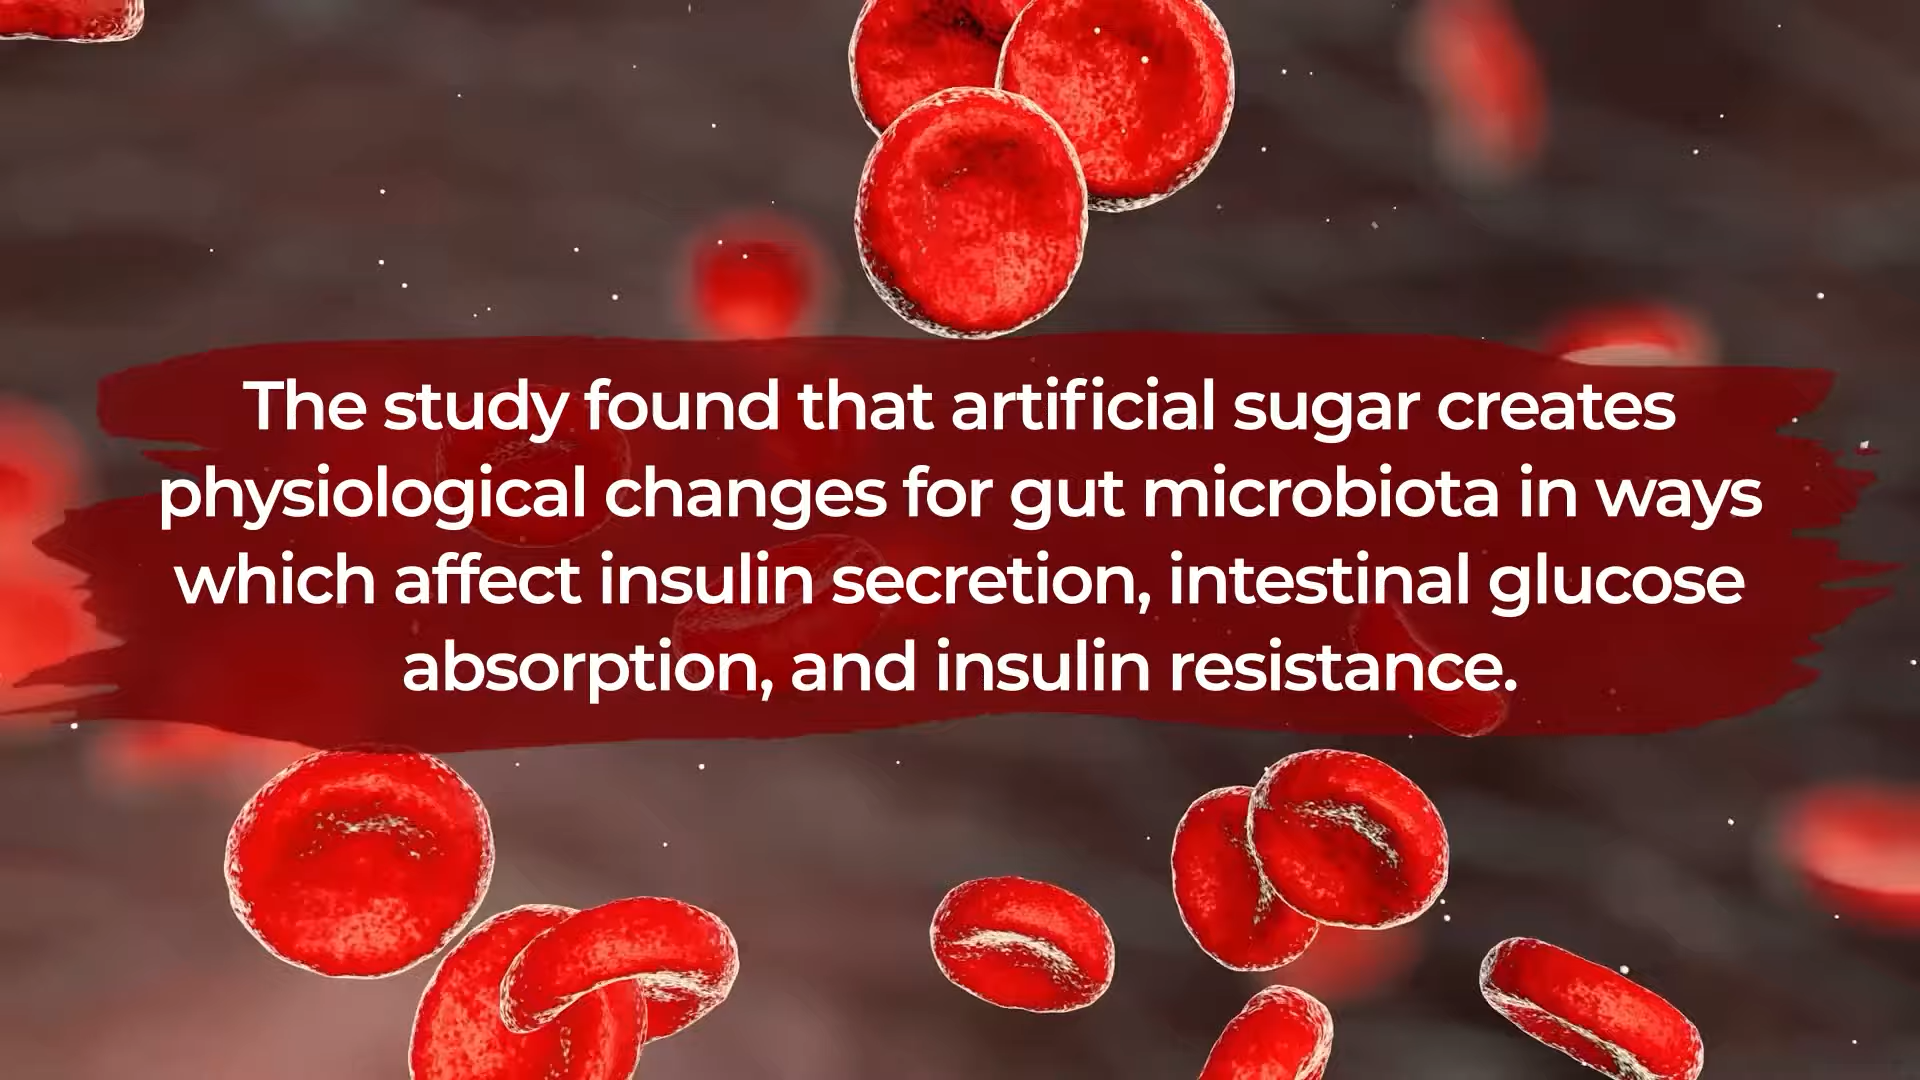 The study found that artificial sugar creates
physiological changes for gut microbiota in ways
which affect insulin secretion, intestinal glucose
absorption, and insulin resistance.